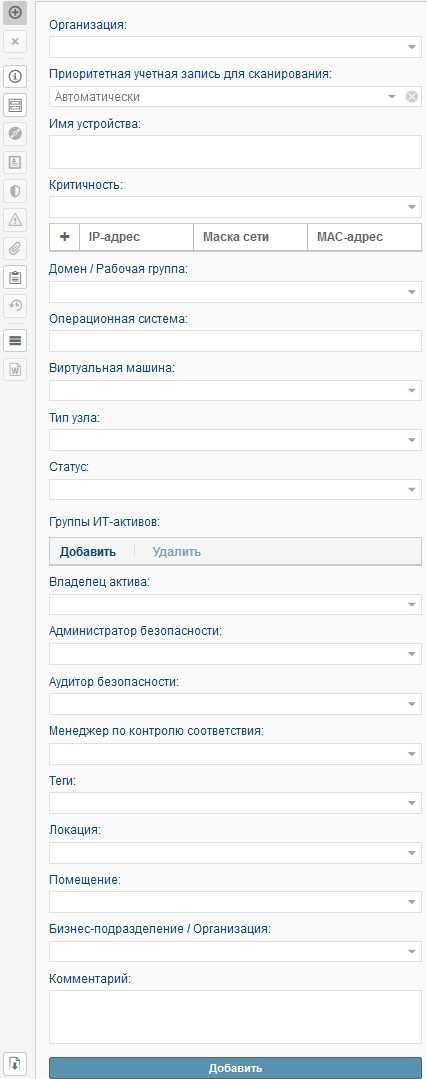 Организация:
Приоритетная учетная запись для сканирования:
Автоматически
Имя устройства:
Критичность:
IP-адрес Маска сети MAC-адрес
Домен / Рабочая группа:
Операционная система:
Виртуальная машина:
Тип узла:
Статус:
Группы ИТ-активов:
Добавить Удалить
Владелец актива:
Администратор безопасности:
Аудитор безопасности:
Менеджер по контролю соответствия:
Теги:
Локация:
Помещение:
Бизнес-подразделение / Организация:
Комментарий:
Добавить